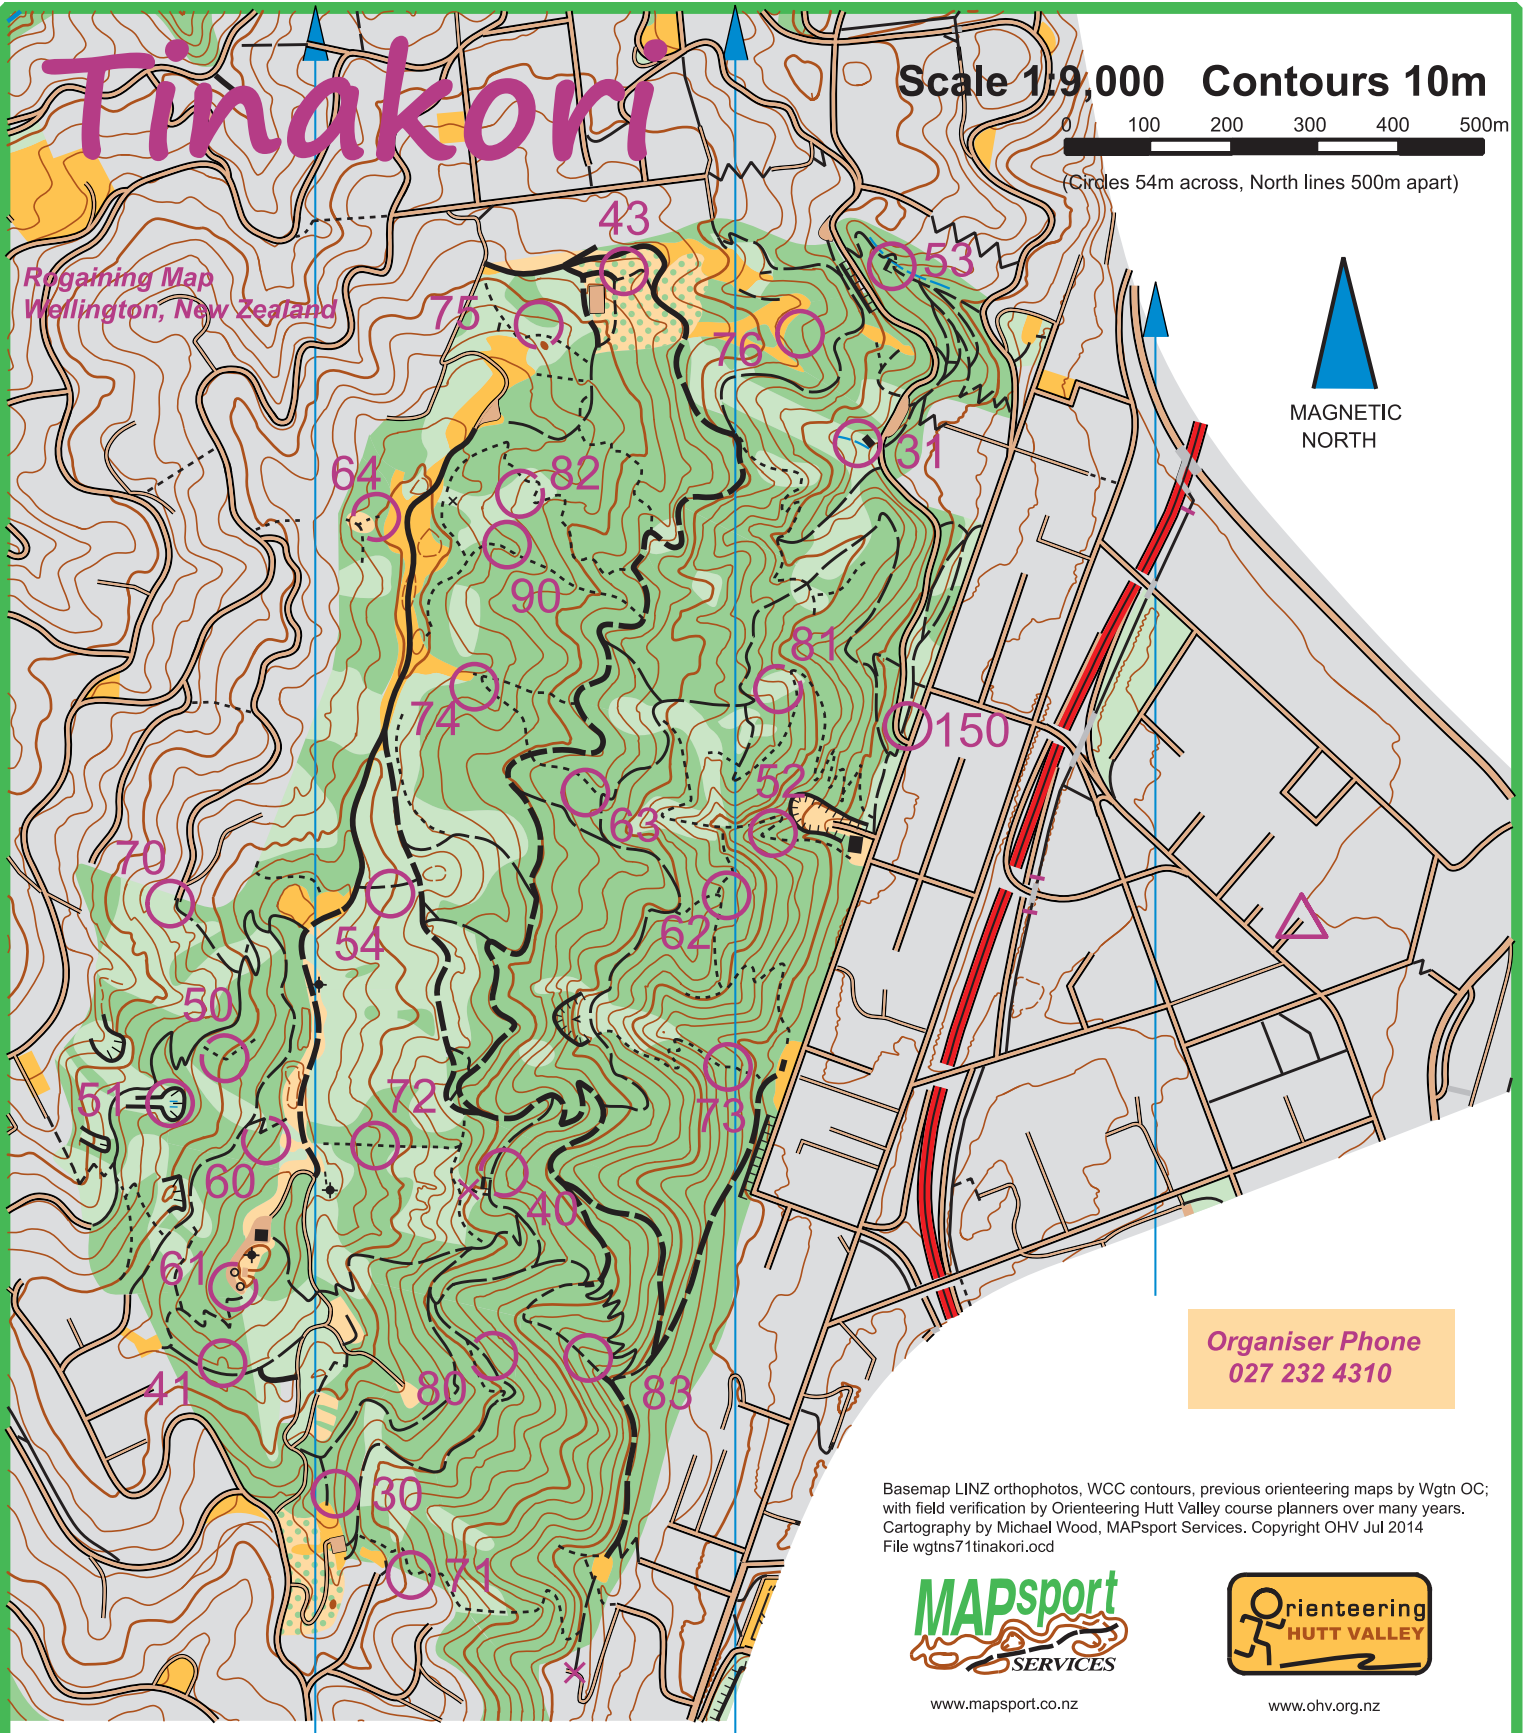 Tinakori
Scale 1:9,000 Contours 10m
0 100 200 300 400 500m
(Circles 54m across, North lines 500m apart)
Rogaining Map
Wellington, New Zealand
43
53
75
76
MAGNETIC
NORTH
31
64
82
90
81
74
150
52
63
70
62
54
50
51
72
73
60
40
61
41
80
83
Organiser Phone
027 232 4310
30
71
Basemap LINZ orthophotos, WCC contours, previous orienteering maps by Wgtn OC;
with field verification by Orienteering Hutt Valley course planners over many years.
Cartography by Michael Wood, MAPsport Services. Copyright OHV Jul 2014
File wgtns71tinakori.ocd
MAPsport
SERVICES
www.mapsport.co.nz
Orienteering
HUTT VALLEY
www.ohv.org.nz